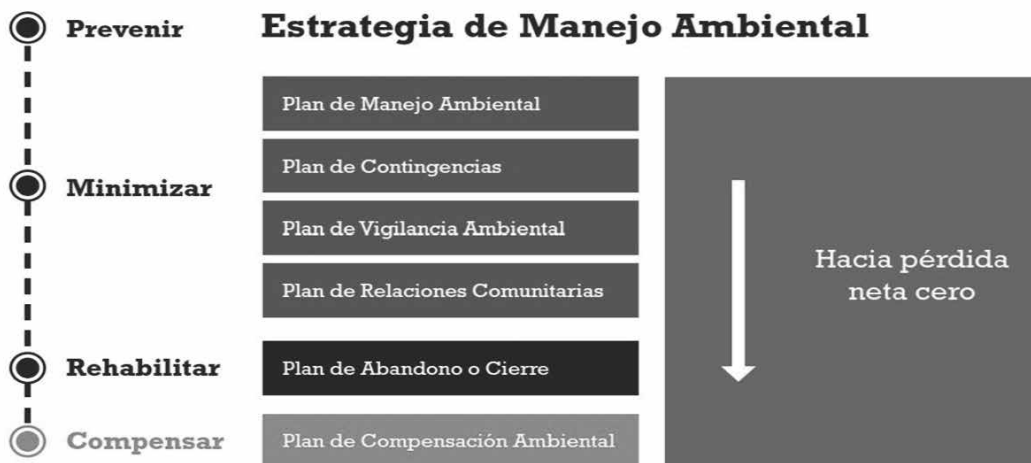 Estrategia de Manejo Ambiental
Prevenir
Plan de Manejo Ambiental
Plan de Contingencias
Minimizar
Plan de Vigilancia Ambiental
Plan de Relaciones Comunitarias
Hacia pérdida
neta cero
Rehabilitar
Plan de Abandono o Cierre
Compensar
Plan de Compensación Ambiental